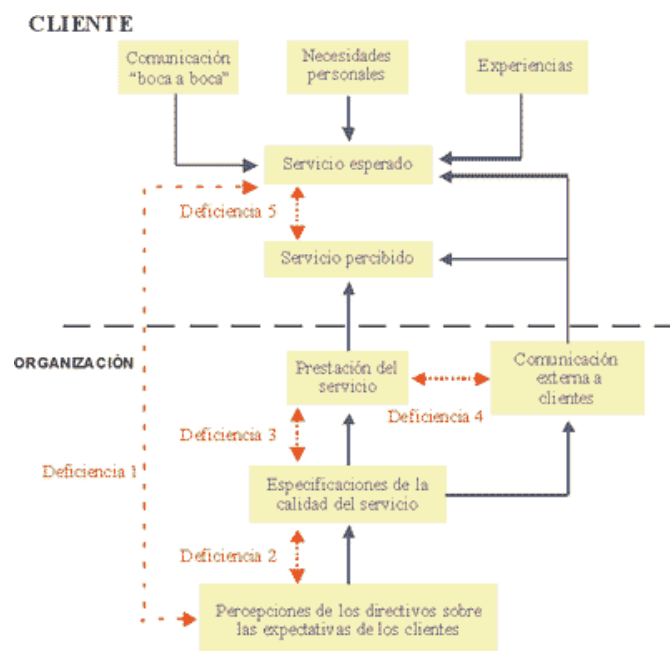 CLIENTE
Comunicación
“boca a boca”
Necesidades
personales
Experiencias
Servicio esperado
Deficiencia 5
Servicio percibido
ORGANIZACIÓN
Prestación del
servicio
Comunicación
externa a
clientes
Deficiencia 4
Deficiencia 3
Deficiencia 1
Especificaciones de la
calidad del servicio
Deficiencia 2
Percepciones de los directivos sobre
las expectativas de los clientes